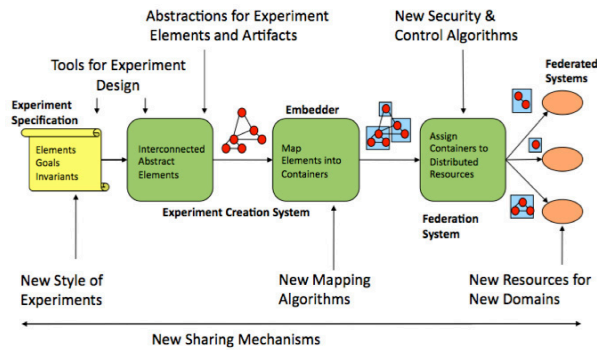 Abstractions for Experiment
Elements and Artifacts
New Security &
Control Algorithms
Tools for Experiment
Design
Federated
Systems
Experiment
Specification
Embedder
Elements
Goals
Invariants
Interconnected
Abstract
Elements
Map
Elements into
Containers
Assign
Containers to
Distributed
Resources
Experiment Creation System
Federation
System
New Style of
Experiments
New Mapping
Algorithms
New Resources for
New Domains
New Sharing Mechanisms